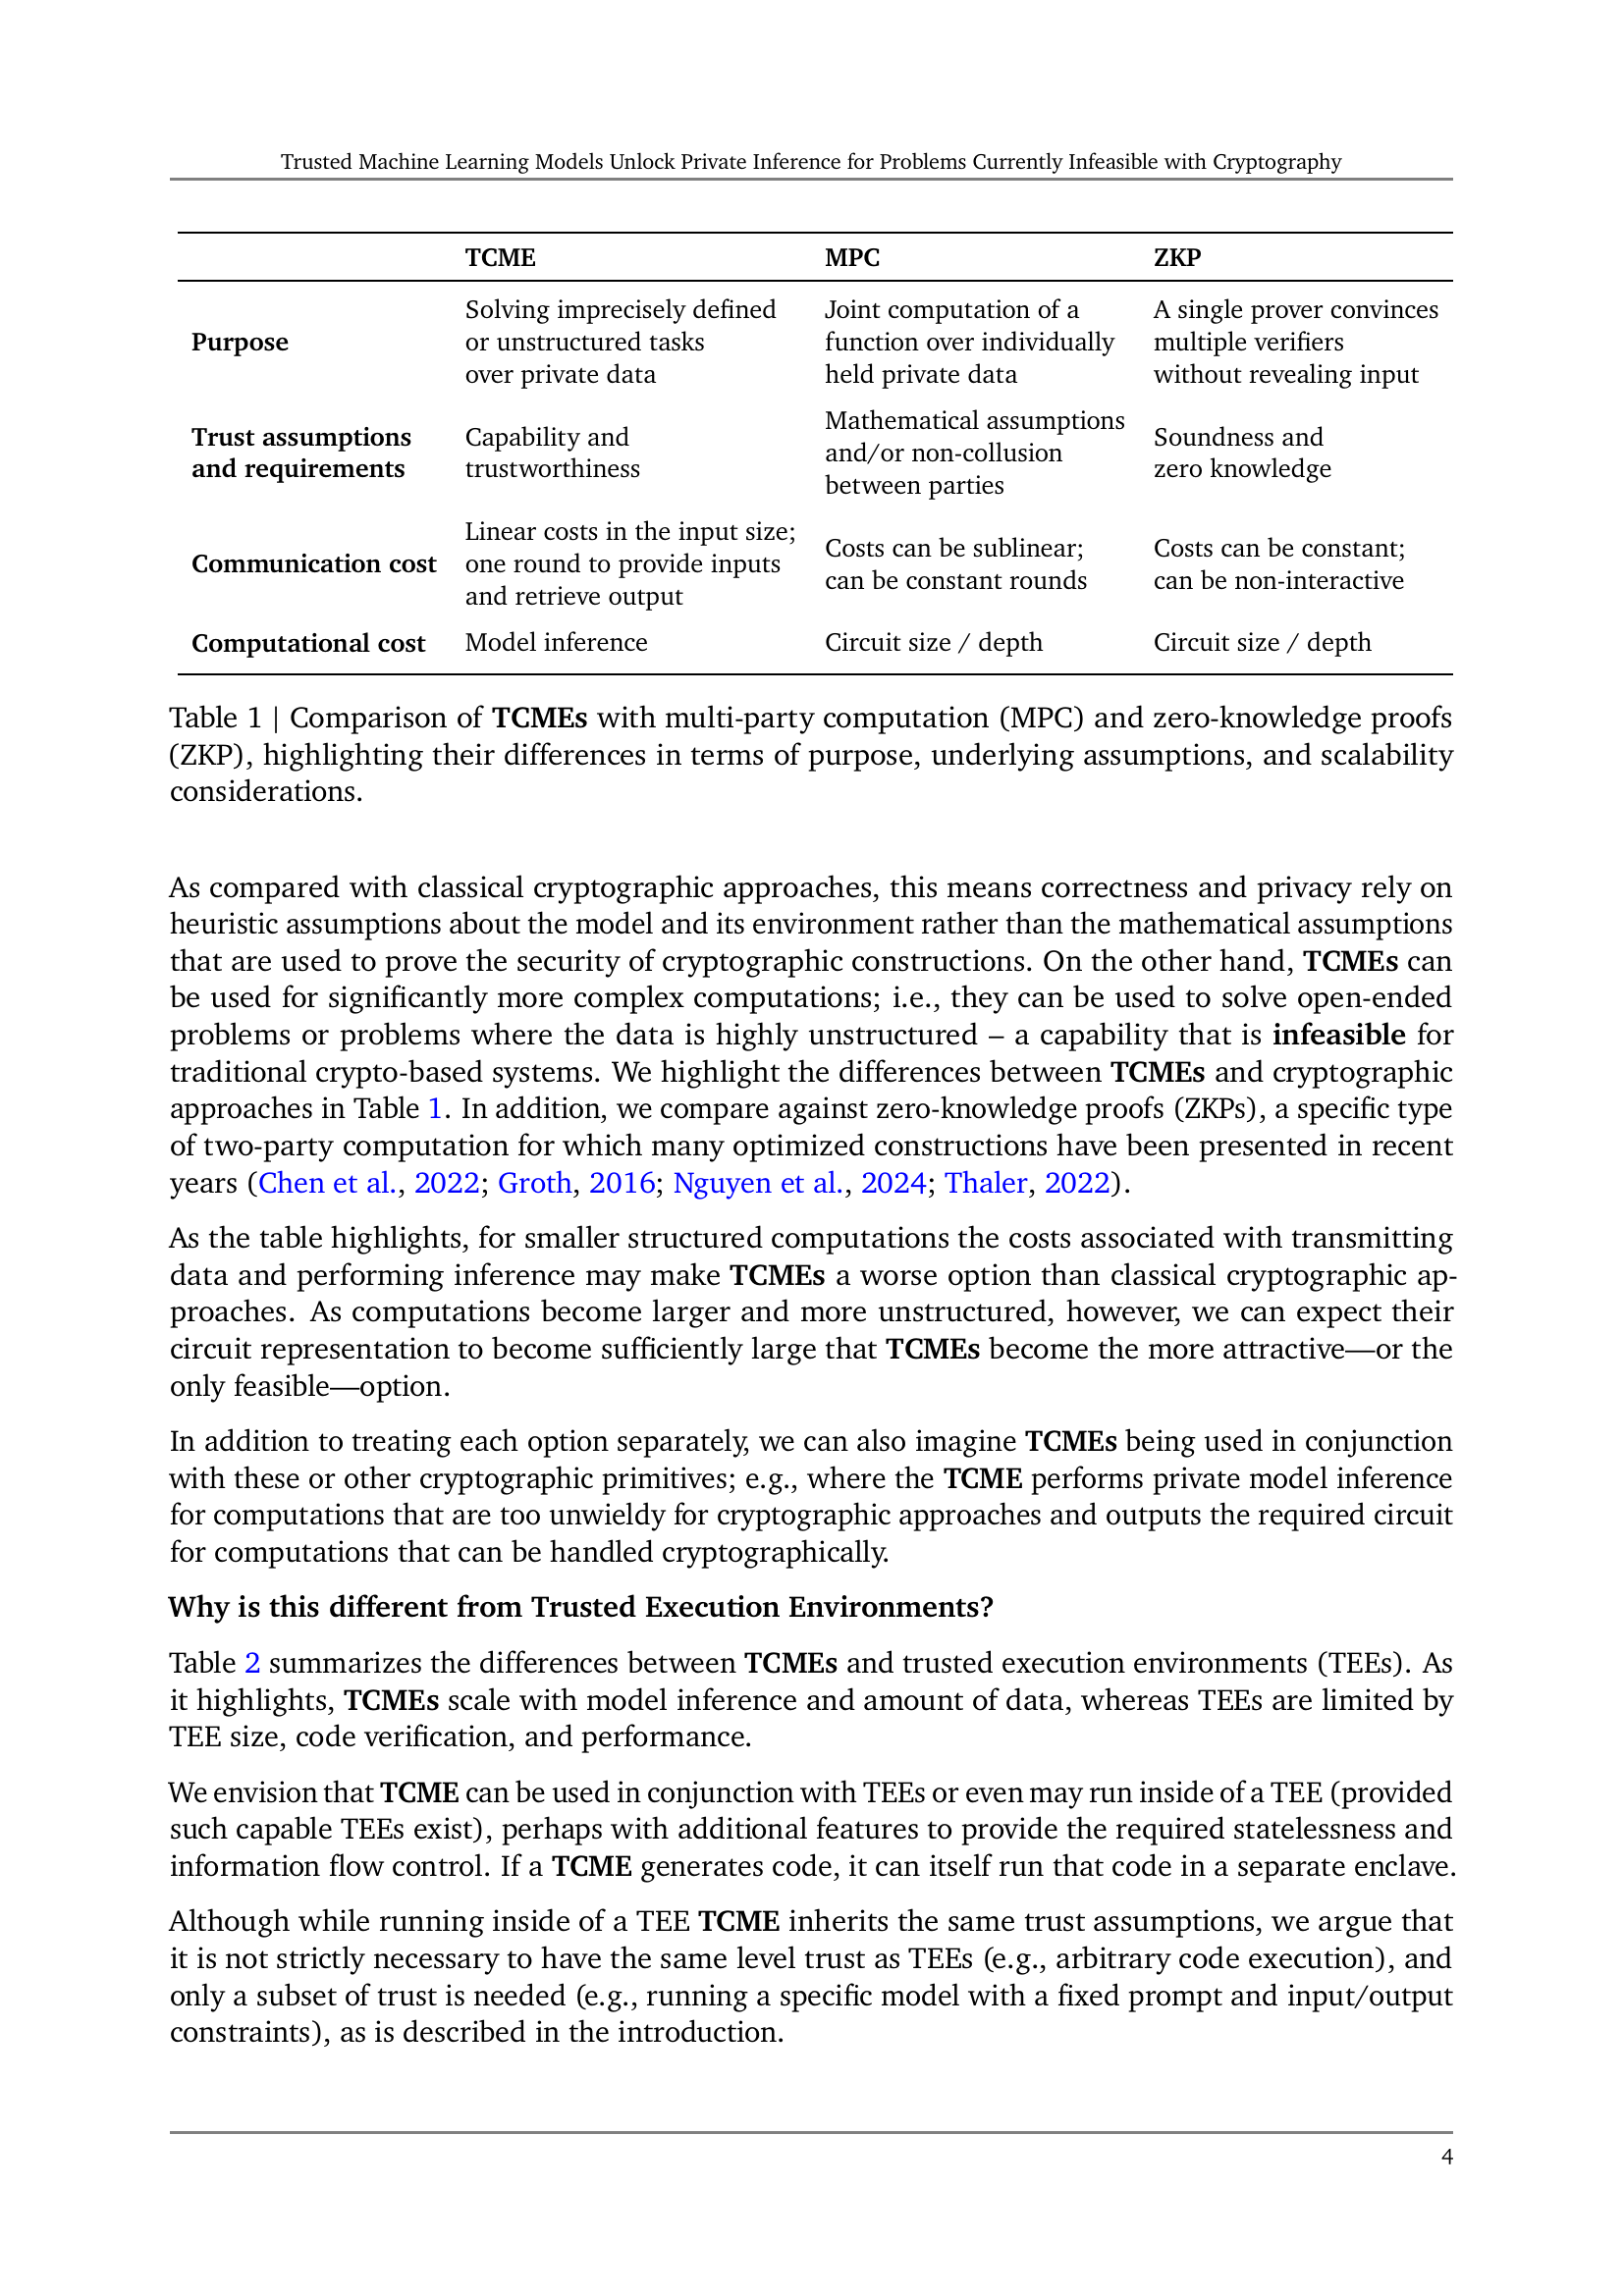 Trusted Machine Learning Models Unlock Private Inference for Problems Currently Infeasible with Cryptography
TCME MPC ZKP
Purpose
Solving imprecisely defined
or unstructured tasks
over private data
Joint computation of a
function over individually
held private data
A single prover convinces
multiple verifiers
without revealing input
Trust assumptions
and requirements
Capability and
trustworthiness
Mathematical assumptions
and/or non-collusion
between parties
Soundness and
zero knowledge
Communication cost
Linear costs in the input size;
one round to provide inputs
and retrieve output
Costs can be sublinear;
can be constant rounds
Costs can be constant;
can be non-interactive
Computational cost Model inference Circuit size / depth Circuit size / depth
Table 1 | Comparison of TCMEs with multi-party computation (MPC) and zero-knowledge proofs
(ZKP), highlighting their differences in terms of purpose, underlying assumptions, and scalability
considerations.
As compared with classical cryptographic approaches, this means correctness and privacy rely on
heuristic assumptions about the model and its environment rather than the mathematical assumptions
that are used to prove the security of cryptographic constructions. On the other hand, TCMEs can
be used for significantly more complex computations; i.e., they can be used to solve open-ended
problems or problems where the data is highly unstructured – a capability that is infeasible for
traditional crypto-based systems. We highlight the differences between TCMEs and cryptographic
approaches in Table 1. In addition, we compare against zero-knowledge proofs (ZKPs), a specific type
of two-party computation for which many optimized constructions have been presented in recent
years (Chen et al., 2022; Groth, 2016; Nguyen et al., 2024; Thaler, 2022).
As the table highlights, for smaller structured computations the costs associated with transmitting
data and performing inference may make TCMEs a worse option than classical cryptographic ap-
proaches. As computations become larger and more unstructured, however, we can expect their
circuit representation to become sufficiently large that TCMEs become the more attractive—or the
only feasible—option.
In addition to treating each option separately, we can also imagine TCMEs being used in conjunction
with these or other cryptographic primitives; e.g., where the TCME performs private model inference
for computations that are too unwieldy for cryptographic approaches and outputs the required circuit
for computations that can be handled cryptographically.
Why is this different from Trusted Execution Environments?
Table 2 summarizes the differences between TCMEs and trusted execution environments (TEEs). As
it highlights, TCMEs scale with model inference and amount of data, whereas TEEs are limited by
TEE size, code verification, and performance.
We envision that TCME can be used in conjunction with TEEs or even may run inside of a TEE (provided
such capable TEEs exist), perhaps with additional features to provide the required statelessness and
information flow control. If a TCME generates code, it can itself run that code in a separate enclave.
Although while running inside of a TEE TCME inherits the same trust assumptions, we argue that
it is not strictly necessary to have the same level trust as TEEs (e.g., arbitrary code execution), and
only a subset of trust is needed (e.g., running a specific model with a fixed prompt and input/output
constraints), as is described in the introduction.
4